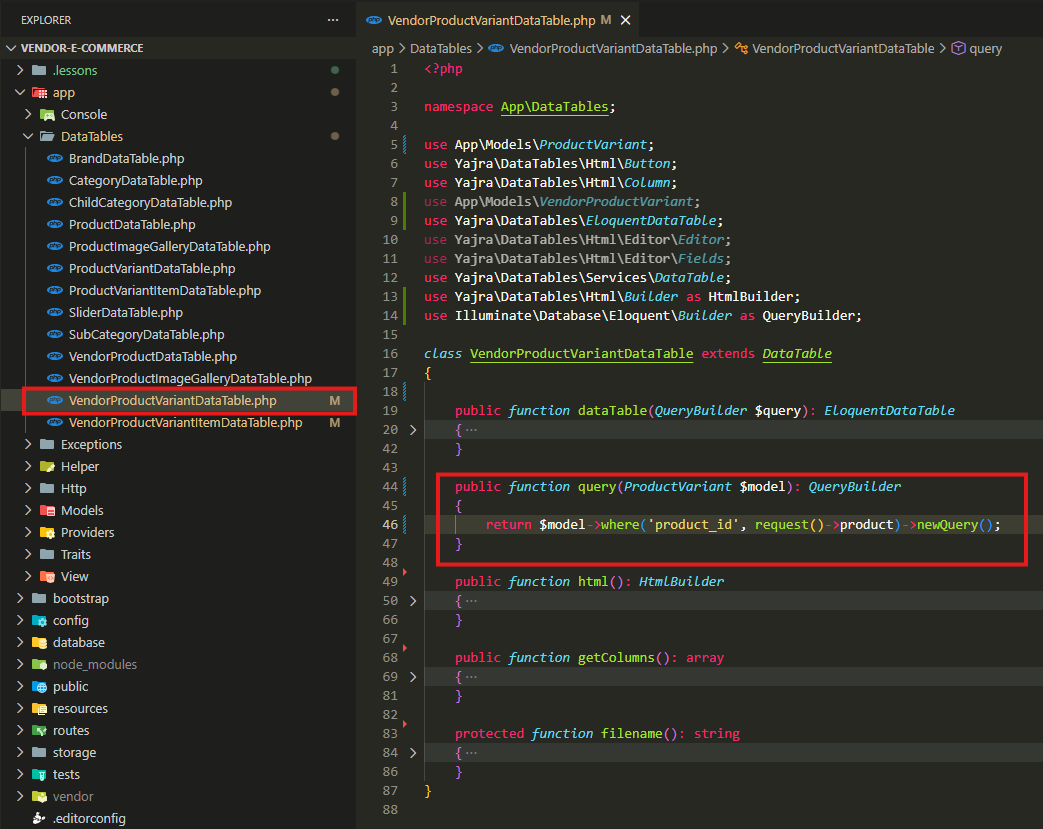 EXPLORER
VENDOR-E-COMMERCE
.lessons
app
Console
DataTables
BrandDataTable.php
CategoryDataTable.php
ChildCategoryDataTable.php
ProductDataTable.php
ProductImageGalleryDataTable.php
ProductVariantDataTable.php
ProductVariantItemDataTable.php
SliderDataTable.php
SubCategoryDataTable.php
VendorProductDataTable.php
VendorProductImageGalleryDataTable.php
VendorProductVariantDataTable.php M
VendorProductVariantItemDataTable.php M
Exceptions
Helper
Http
Models
Providers
Traits
View
bootstrap
config
database
node_modules
public
resources
routes
storage
tests
vendor
.editorconfig
VendorProductVariantDataTable.php M
app > DataTables > VendorProductVariantDataTable.php > VendorProductVariantDataTable > query
1 <?php
2
3 namespace App\DataTables;
4
5 use App\Models\ProductVariant;
6 use Yajra\DataTables\Html\Button;
7 use Yajra\DataTables\Html\Column;
8 use App\Models\VendorProductVariant;
9 use Yajra\DataTables\EloquentDataTable;
10 use Yajra\DataTables\Html\Editor\Editor;
11 use Yajra\DataTables\Html\Editor\Fields;
12 use Yajra\DataTables\Services\DataTable;
13 use Yajra\DataTables\Html\Builder as HtmlBuilder;
14 use Illuminate\Database\Eloquent\Builder as QueryBuilder;
15
16 class VendorProductVariantDataTable extends DataTable
17 {
18
19 public function dataTable(QueryBuilder $query): EloquentDataTable
20 { ···
42 }
43
44 public function query(ProductVariant $model): QueryBuilder
45 {
46 return $model->where('product_id', request()->product)->newQuery();
47 }
48
49 public function html(): HtmlBuilder
50 { ···
66 }
67
68 public function getColumns(): array
69 { ···
81 }
82
83 protected function filename(): string
84 { ···
86 }
87 }
88